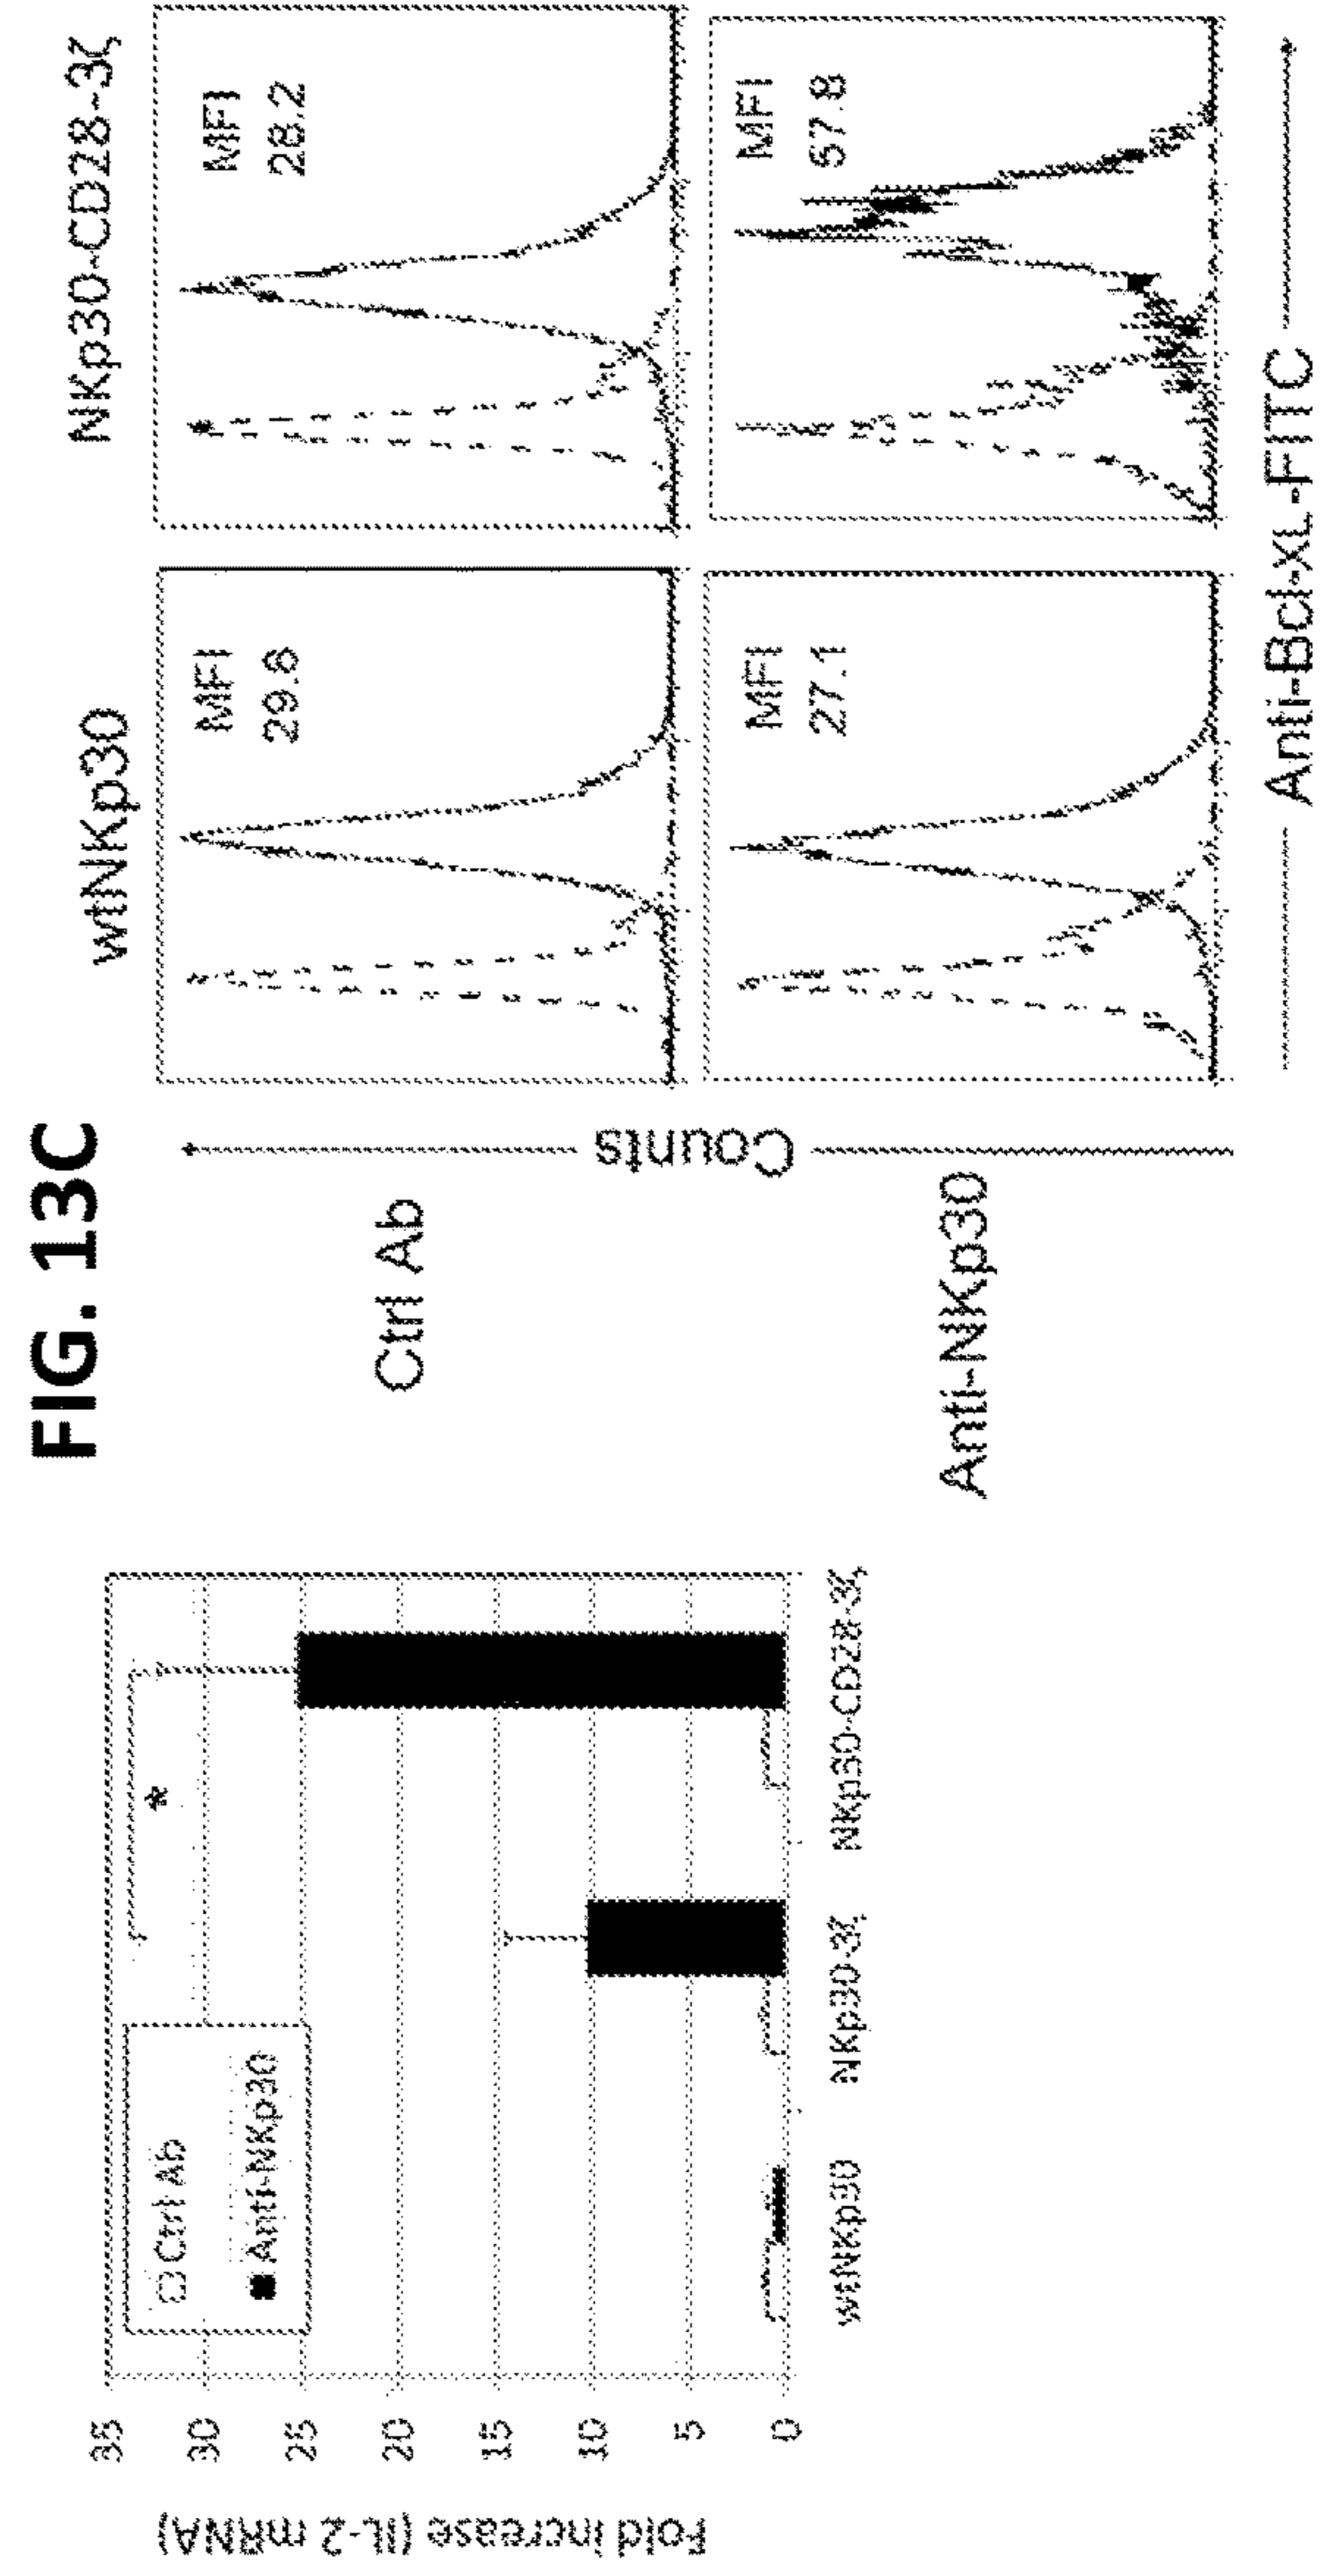 FIG. 13C
Fold increase (IL-2 mRNA)
35
30
25
20
15
10
5
0
Ctrl Ab
Anti-NKp30
*
wtNKp30
NKp30-3ζ
NKp30-CD28-3ζ
wtNKp30
NKp30-CD28-3ζ
Ctrl Ab
Anti-NKp30
Counts
MFI
29.6
MFI
28.2
MFI
27.1
MFI
57.8
Anti-Bcl-XL-FITC